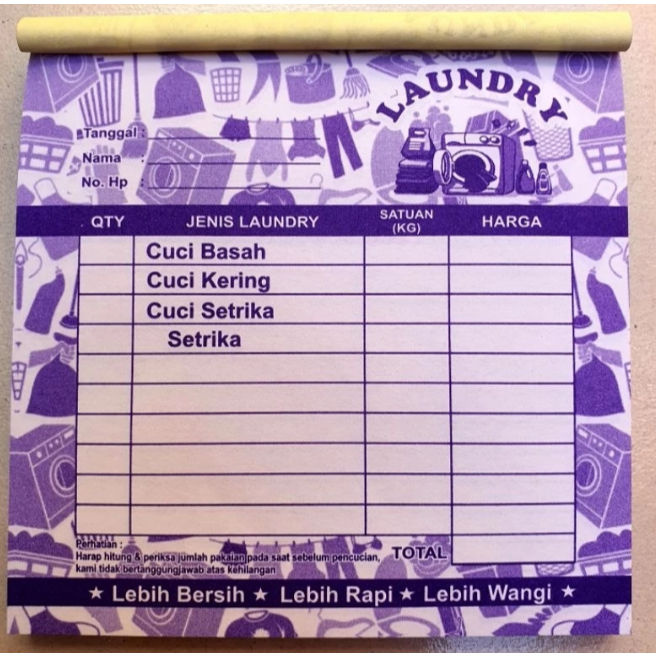 LAUNDRY
Tanggal :
Nama :
No. Hp :
QTY JENIS LAUNDRY SATUAN (KG) HARGA
Cuci Basah
Cuci Kering
Cuci Setrika
Setrika
Perhatian :
Harap hitung & periksa jumlah pakaian pada saat sebelum pencucian,
kami tidak bertanggungjawab atas kehilangan
TOTAL
★ Lebih Bersih ★ Lebih Rapi ★ Lebih Wangi ★